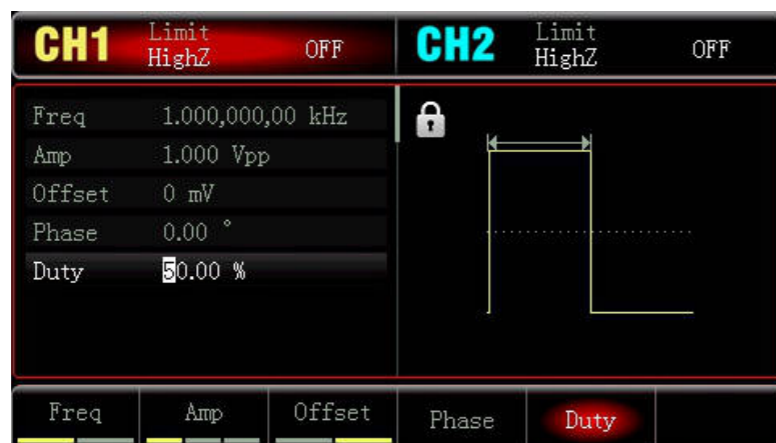 CH1 Limit HighZ OFF CH2 Limit HighZ OFF
Freq 1.000,000,00 kHz
Amp 1.000 Vpp
Offset 0 mV
Phase 0.00 °
Duty 50.00 %
Freq Amp Offset Phase Duty